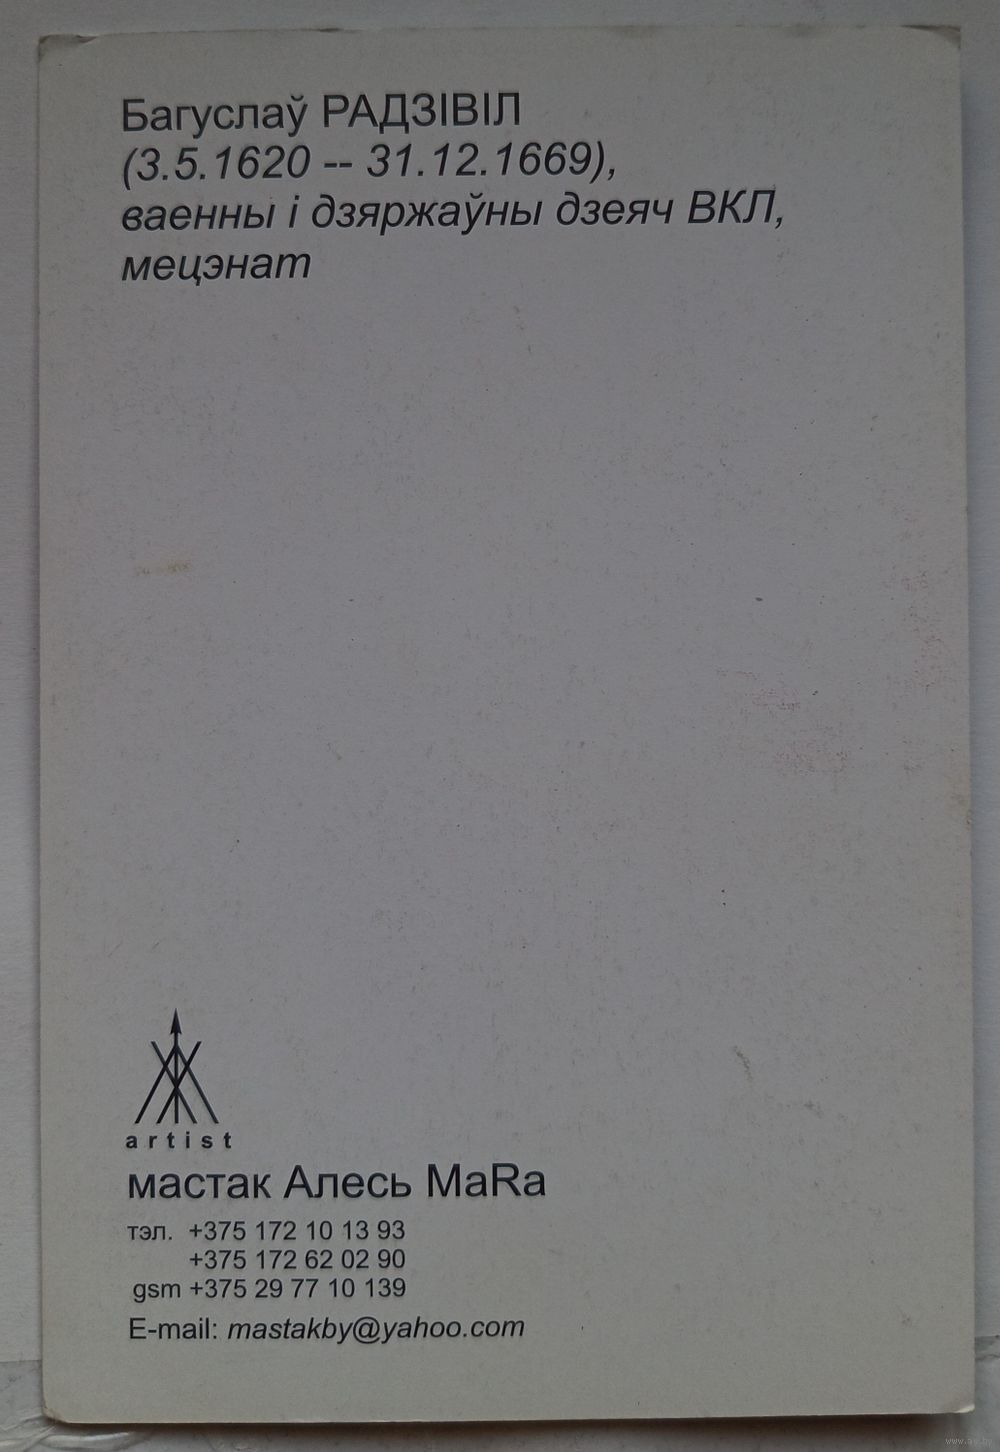 Багуслаў РАДЗІВІЛ
(3.5.1620 -- 31.12.1669),
ваенны і дзяржаўны дзеяч ВКЛ,
мецэнат
artist
мастак Алесь MaRa
тэл. +375 172 10 13 93
+375 172 62 02 90
gsm +375 29 77 10 139
E-mail: mastakby@yahoo.com